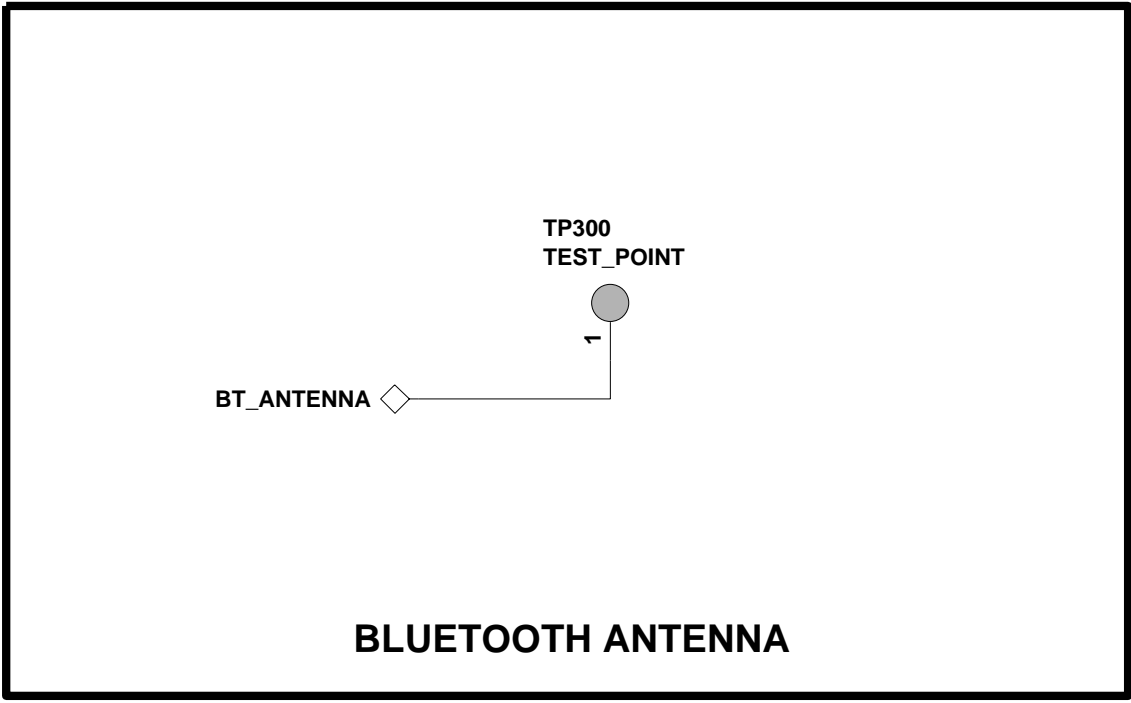 TP300
TEST_POINT
1
BT_ANTENNA
BLUETOOTH ANTENNA